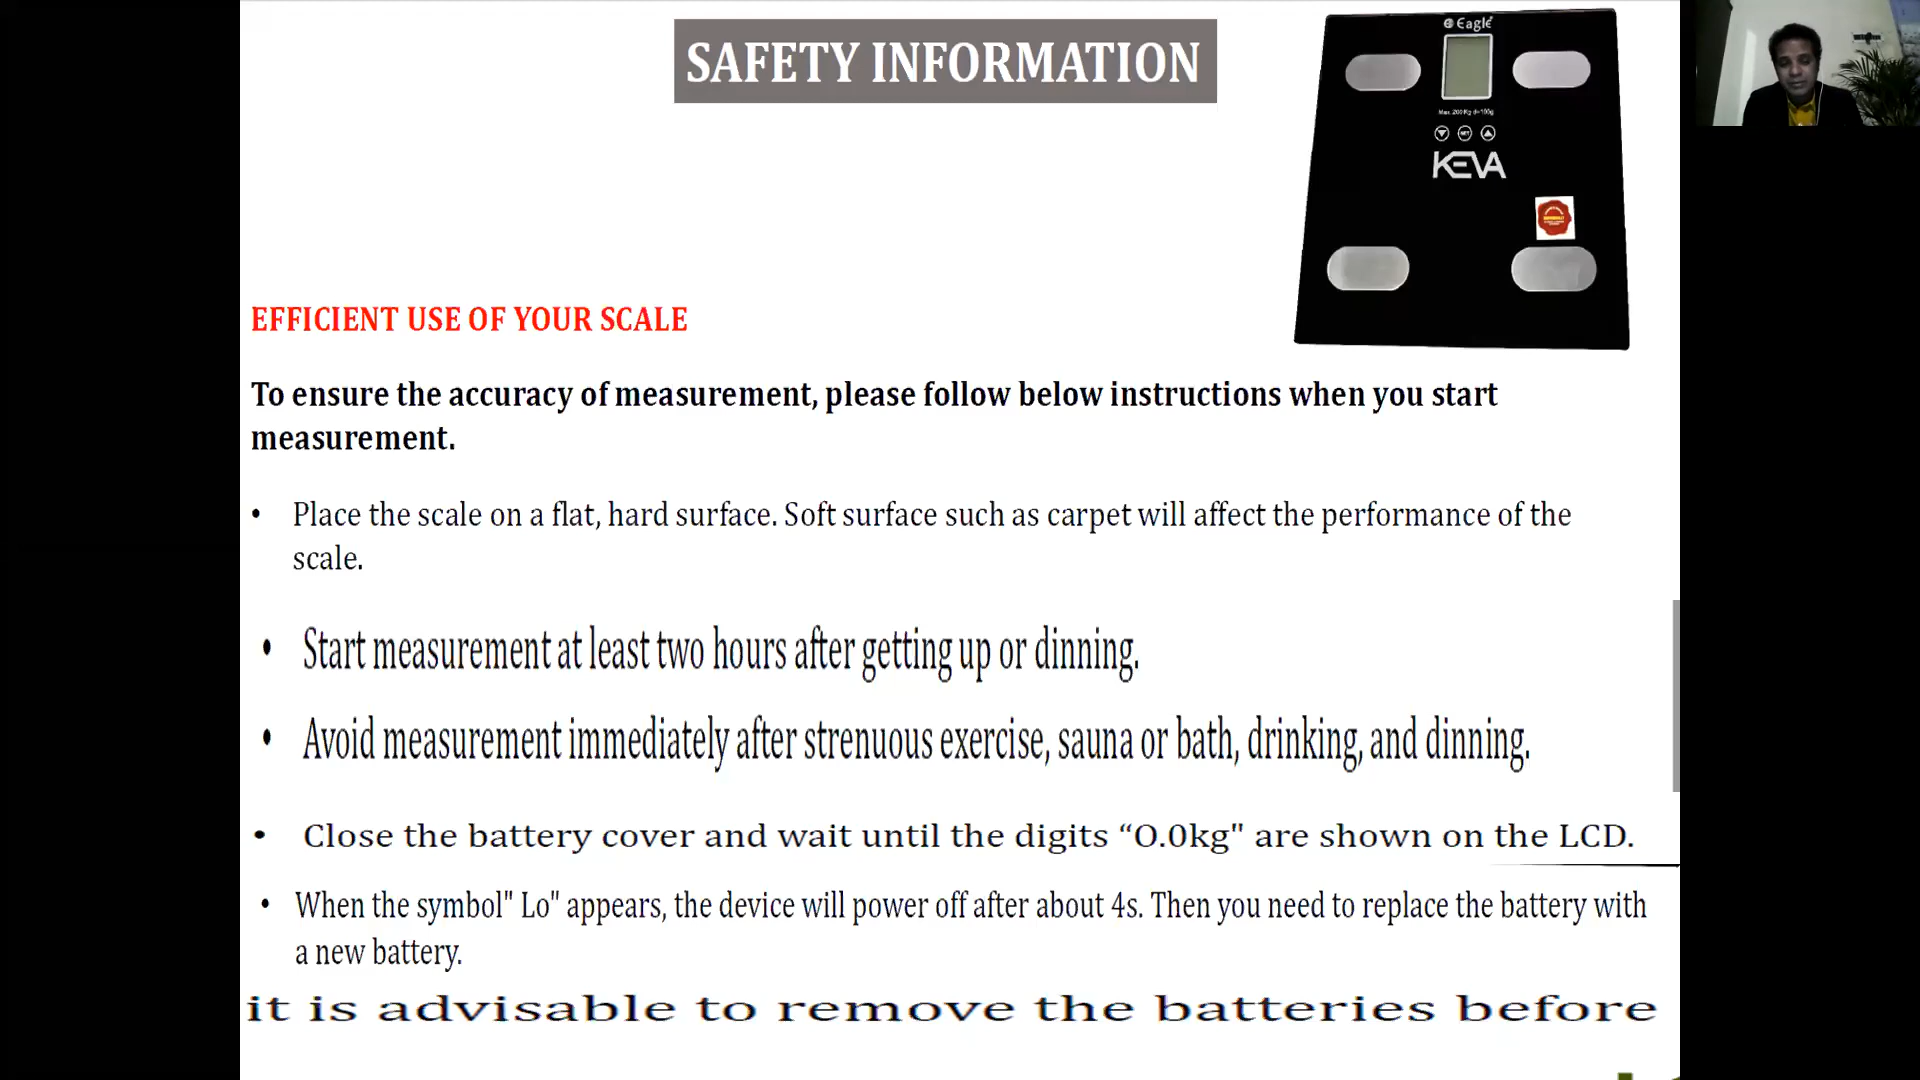 SAFETY INFORMATION
Eagle
Max. 200 Kg d=100g
SET
KEVA
EFFICIENT USE OF YOUR SCALE
To ensure the accuracy of measurement, please follow below instructions when you start
measurement.
• Place the scale on a flat, hard surface. Soft surface such as carpet will affect the performance of the
scale.
• Start measurement at least two hours after getting up or dinning.
• Avoid measurement immediately after strenuous exercise, sauna or bath, drinking, and dinning.
• Close the battery cover and wait until the digits “O.0kg" are shown on the LCD.
• When the symbol" Lo" appears, the device will power off after about 4s. Then you need to replace the battery with
a new battery.
it is advisable to remove the batteries before